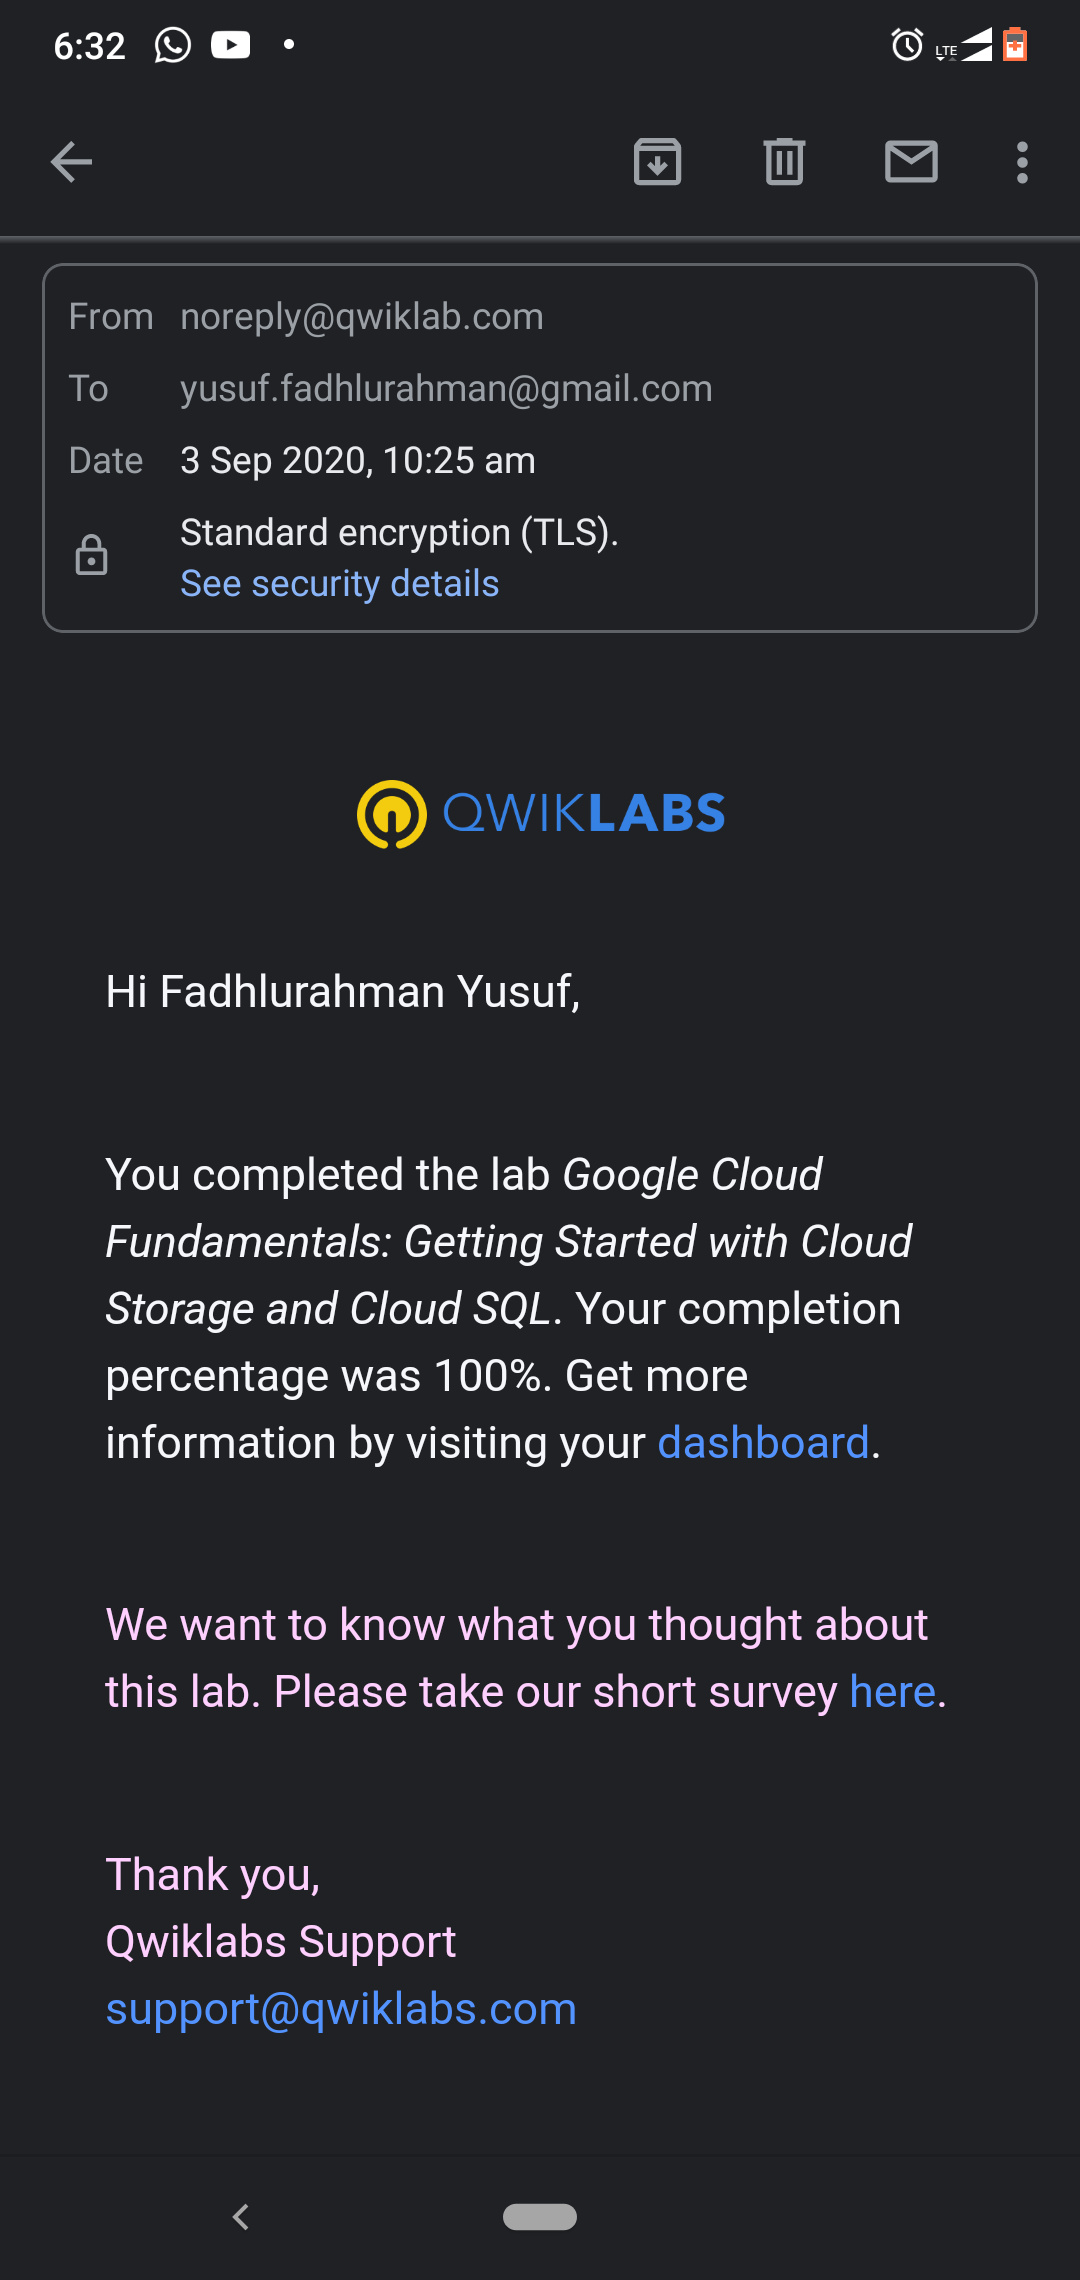 6:32
LTE
From noreply@qwiklab.com
To yusuf.fadhlurahman@gmail.com
Date 3 Sep 2020, 10:25 am
Standard encryption (TLS).
See security details
QWIKLABS
Hi Fadhlurahman Yusuf,
You completed the lab Google Cloud
Fundamentals: Getting Started with Cloud
Storage and Cloud SQL. Your completion
percentage was 100%. Get more
information by visiting your dashboard.
We want to know what you thought about
this lab. Please take our short survey here.
Thank you,
Qwiklabs Support
support@qwiklabs.com